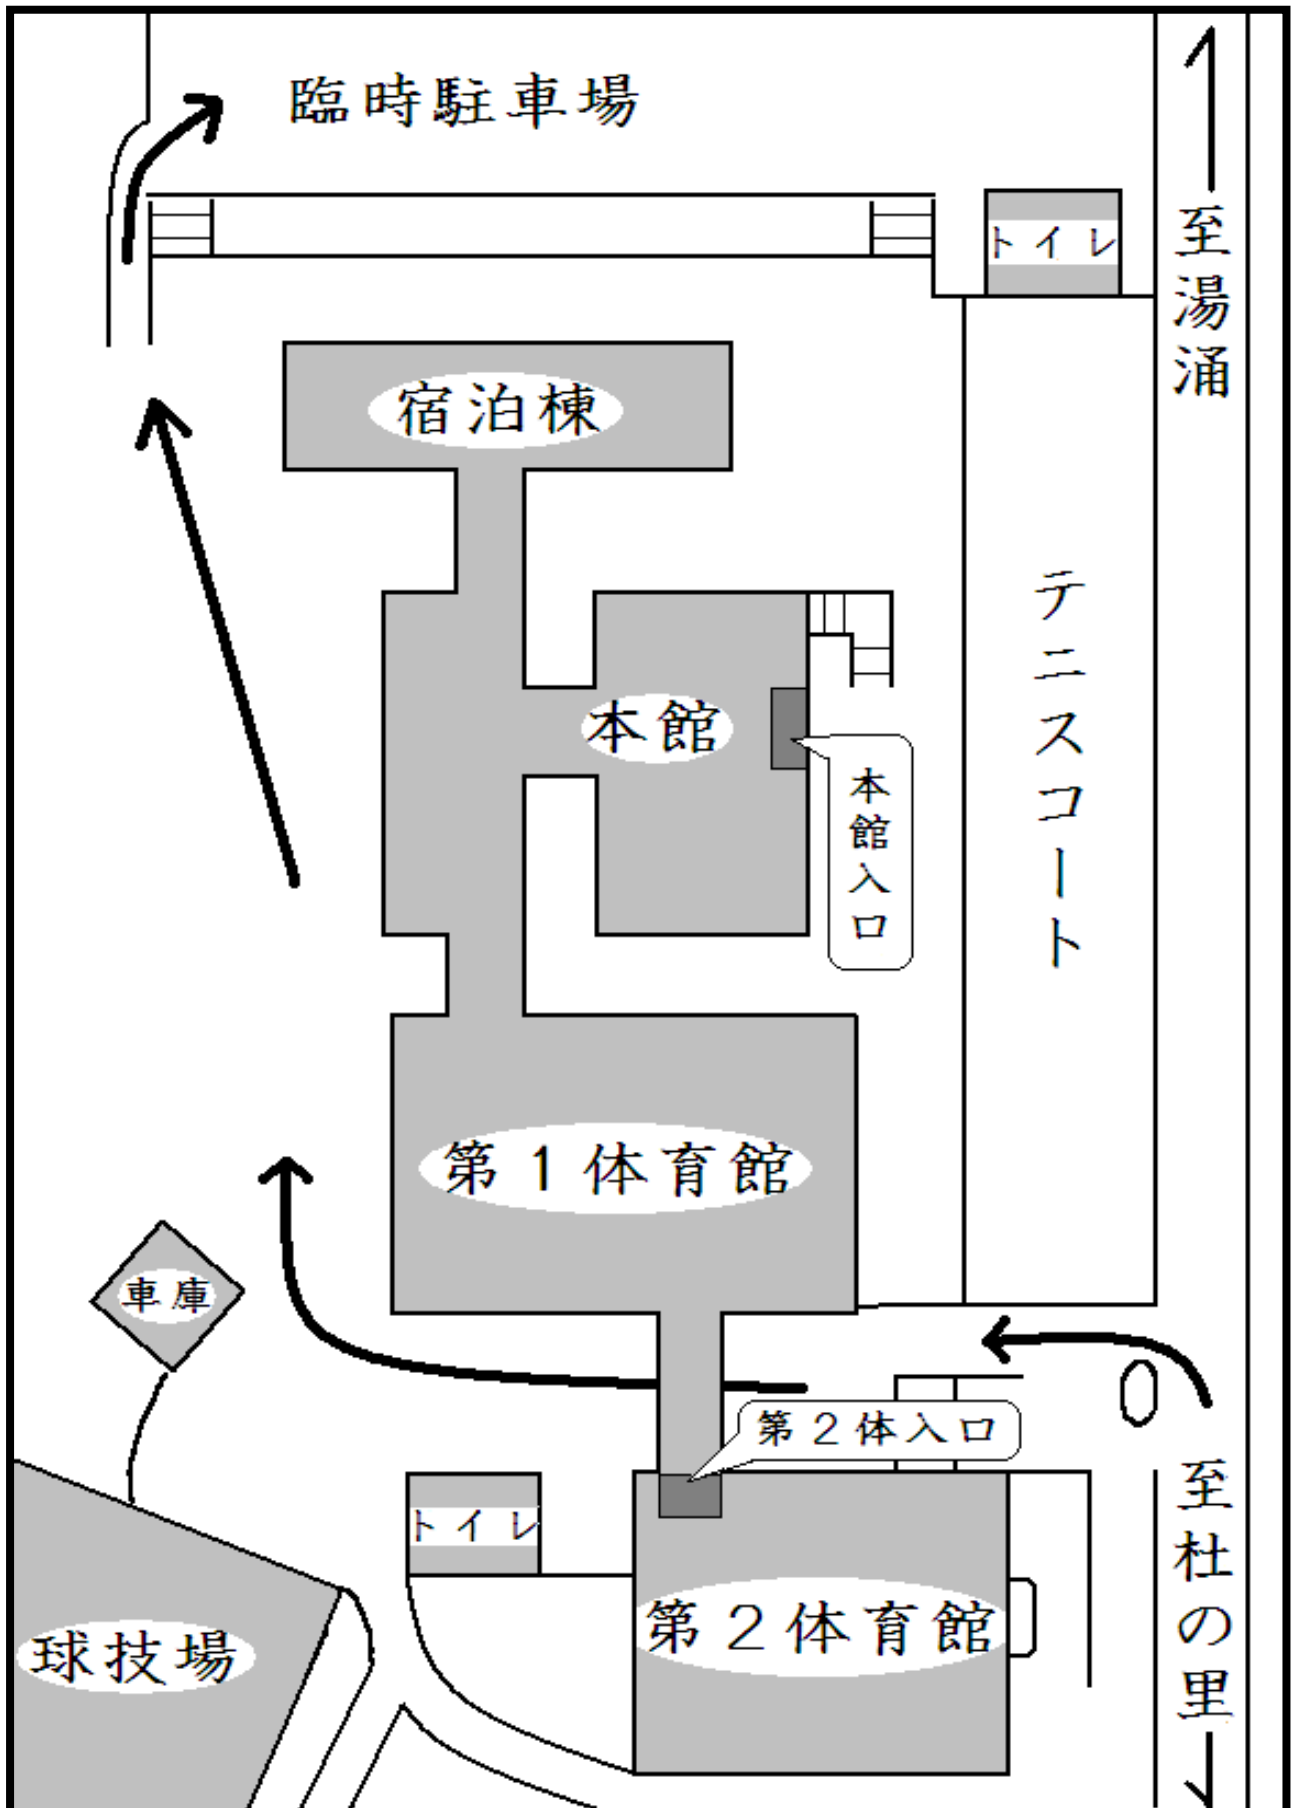 臨時駐車場
トイレ
至湯涌
宿泊棟
テニスコート
本館
本館入口
第1体育館
車庫
第2体入口
トイレ
至杜の里
第2体育館
球技場